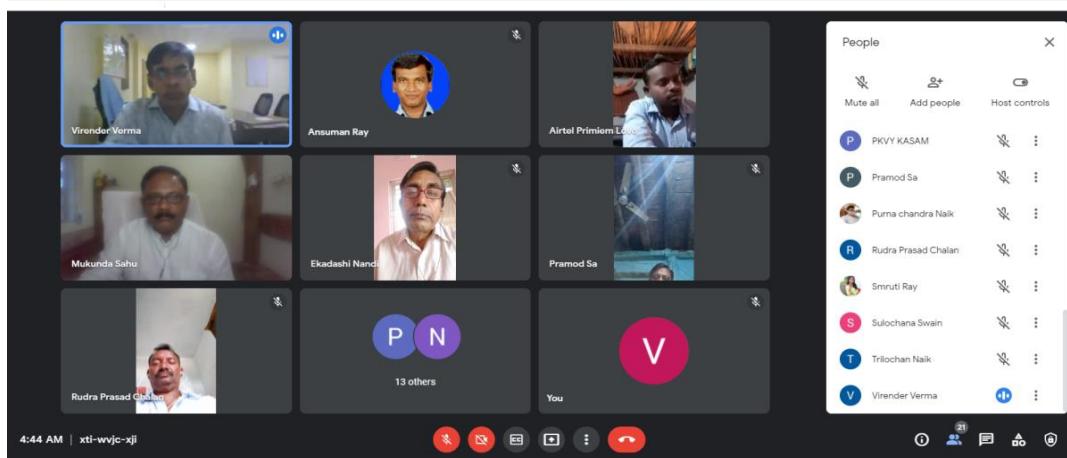 Virender Verma
Ansuman Ray
Airtel Primiem Love
Mukunda Sahu
Ekadashi Nandi
Pramod Sa
Rudra Prasad Chalan
P N
13 others
V
You
People
Mute all
Add people
Host controls
P PKVY KASAM
P Pramod Sa
Purna chandra Naik
R Rudra Prasad Chalan
Smruti Ray
S Sulochana Swain
T Trilochan Naik
V Virender Verma
4:44 AM | xti-wvjc-xji
CC
21